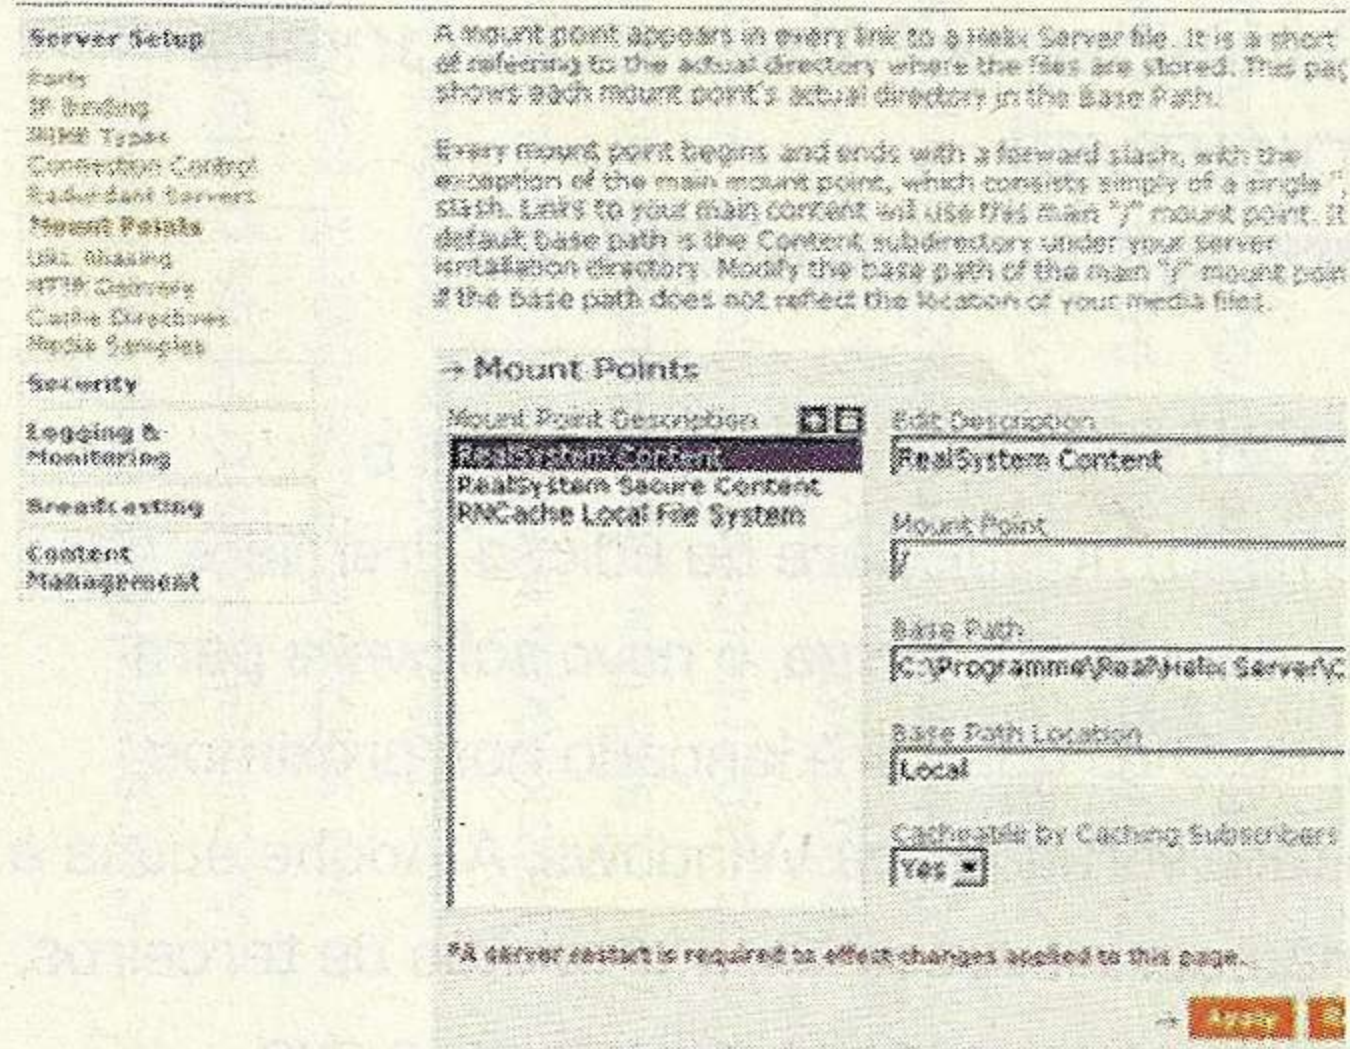 Server Setup
Ports
IP Binding
MIME Types
Connection Control
Redundant Servers
Mount Points
URL Aliasing
HTTP Delivery
Cache Directives
Media Samples
Security
Logging &
Monitoring
Broadcasting
Content
Management
A mount point appears in every link to a Helix Server file. It is a short
of referring to the actual directory where the files are stored. This pag
shows each mount point's actual directory in the Base Path.
Every mount point begins and ends with a forward slash, with the
exception of the main mount point, which consists simply of a single "/
slash. Links to your main content will use this main "/" mount point. It
default base path is the Content subdirectory under your server
isntallation directory. Modify the base path of the main "/" mount poin
if the base path does not reflect the location of your media files.
→ Mount Points
Mount Point Description
RealSystem Content
RealSystem Secure Content
RNCache Local File System
Edit Description
RealSystem Content
Mount Point
/
Base Path
C:\Programme\Real\Helix Server\C
Base Path Location
Local
Cacheable by Caching Subscribers
Yes
*A server restart is required to effect changes applied to this page.
→ Apply